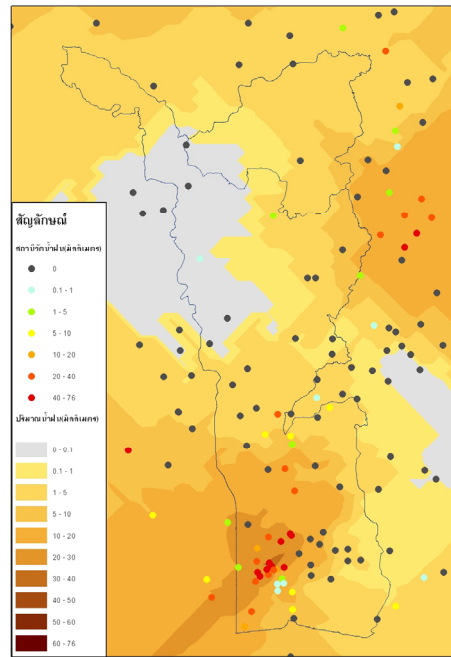 สัญลักษณ์
สถานีวัดน้ำฝน(มิลลิเมตร)
0
0.1 - 1
1 - 5
5 - 10
10 - 20
20 - 40
40 - 76
ปริมาณน้ำฝน(มิลลิเมตร)
0 - 0.1
0.1 - 1
1 - 5
5 - 10
10 - 20
20 - 30
30 - 40
40 - 50
50 - 60
60 - 76